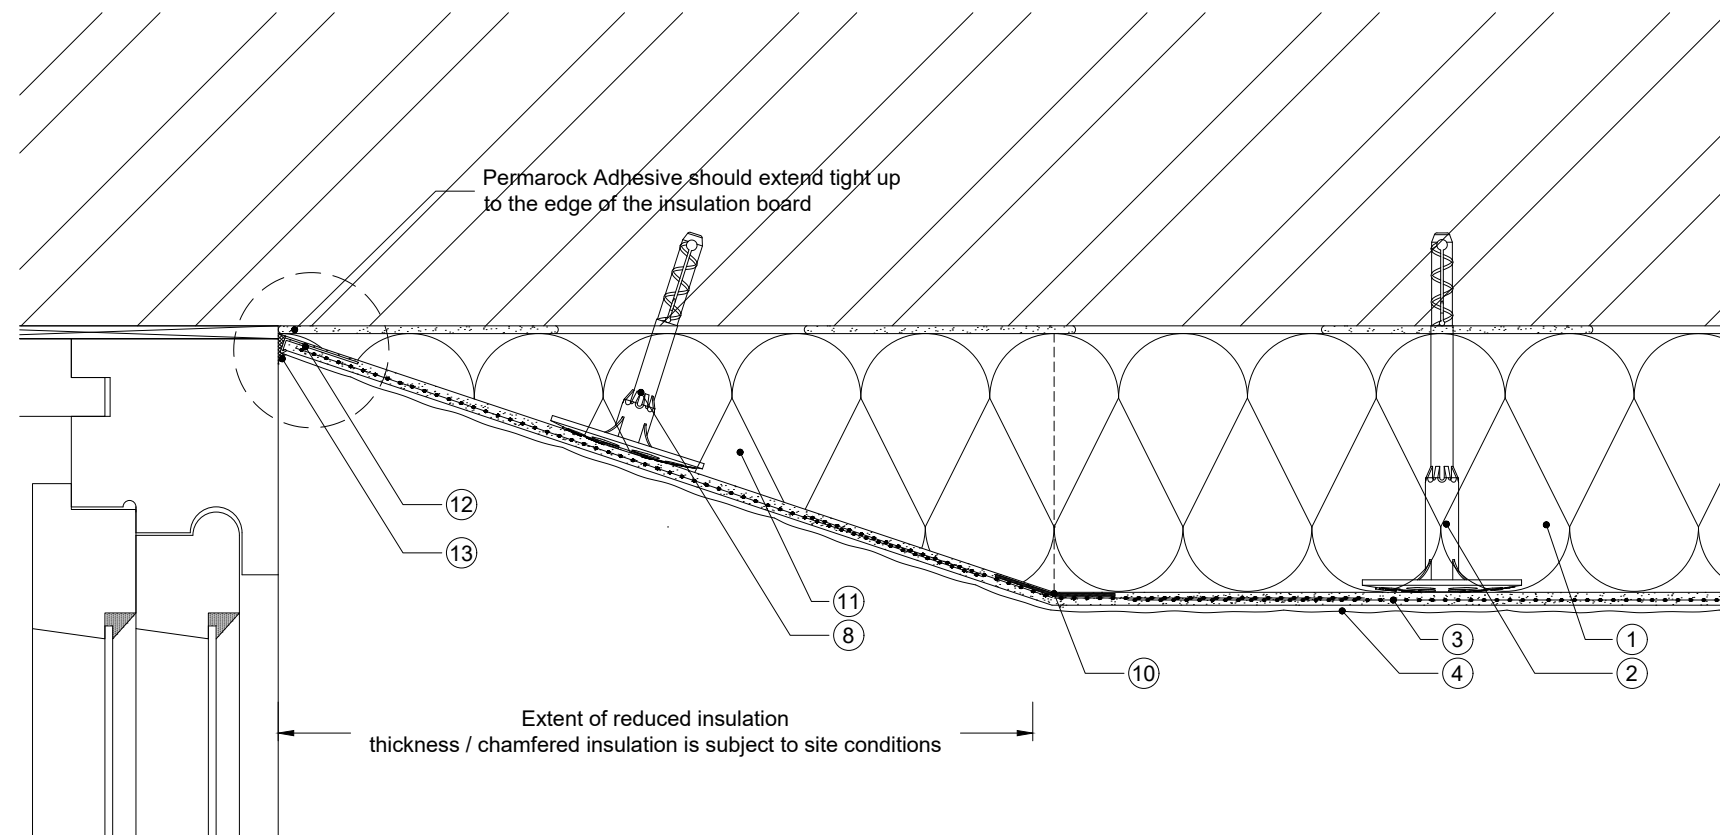 Permarock Adhesive should extend tight up
to the edge of the insulation board
12
13
11
8
10
3
4
1
2
Extent of reduced insulation
thickness / chamfered insulation is subject to site conditions